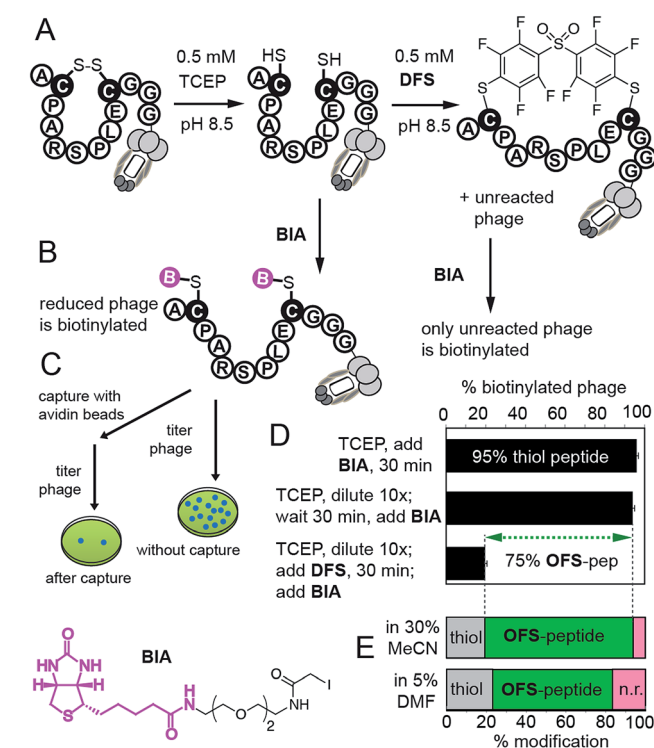 A
S-S
A C C G G G
P A R S P L E
0.5 mM
TCEP
pH 8.5
HS SH
A C C G G G
P A R S P L E
0.5 mM
DFS
pH 8.5
F F O O F F
S
F F F F
S S
A C P A R S P L E C G G G
+ unreacted
phage
BIA
BIA
only unreacted phage
is biotinylated
B
reduced phage
is biotinylated
B S B S
A C P A R S P L E C G G G
C
capture with
avidin beads
titer
phage
titer
phage
after capture
without capture
D
% biotinylated phage
0 20 40 60 80 100
TCEP, add
BIA, 30 min
95% thiol peptide
TCEP, dilute 10x;
wait 30 min, add BIA
TCEP, dilute 10x;
add DFS, 30 min;
add BIA
75% OFS-pep
E
in 30%
MeCN
thiol OFS-peptide
in 5%
DMF
thiol OFS-peptide n.r.
0 20 40 60 80 100
% modification
BIA
O
HN NH
H H
S
O
H
N
O
2
O
NH
I